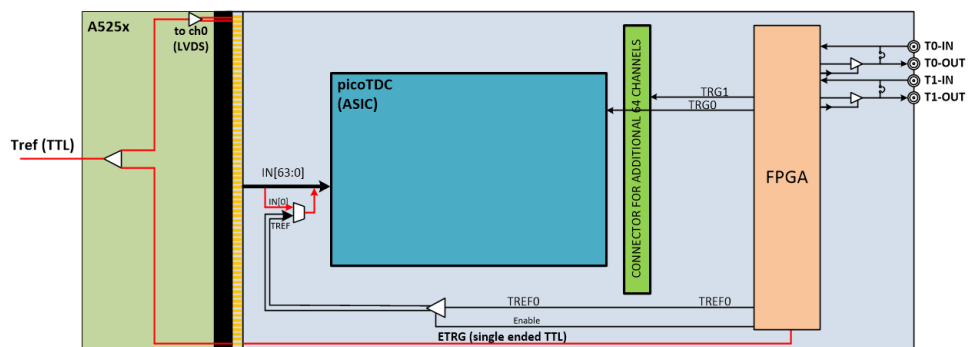 A525x
to ch0
(LVDS)
Tref (TTL)
picoTDC
(ASIC)
IN[63:0]
IN[0]
TREF
CONNECTOR FOR ADDITIONAL 64 CHANNELS
TRG1
TRG0
FPGA
T0-IN
T0-OUT
T1-IN
T1-OUT
TREF0
TREF0
Enable
ETRG (single ended TTL)